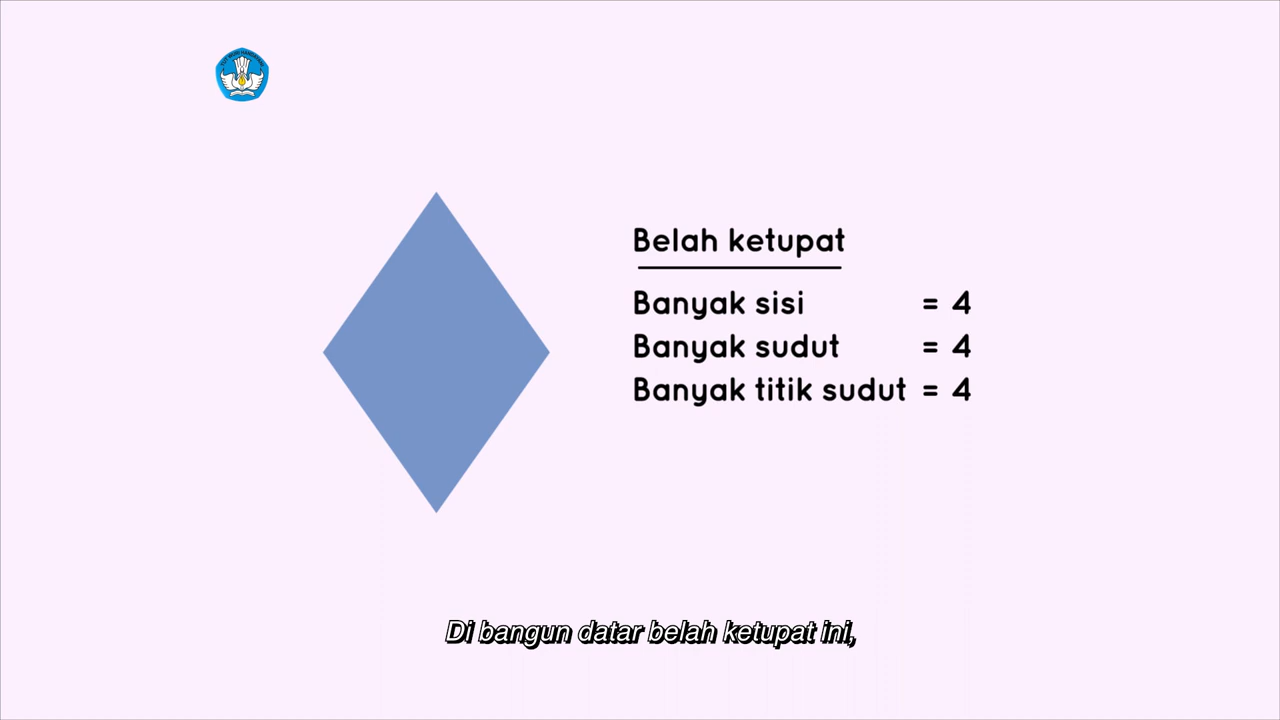 Belah ketupat
Banyak sisi = 4
Banyak sudut = 4
Banyak titik sudut = 4
Di bangun datar belah ketupat ini,